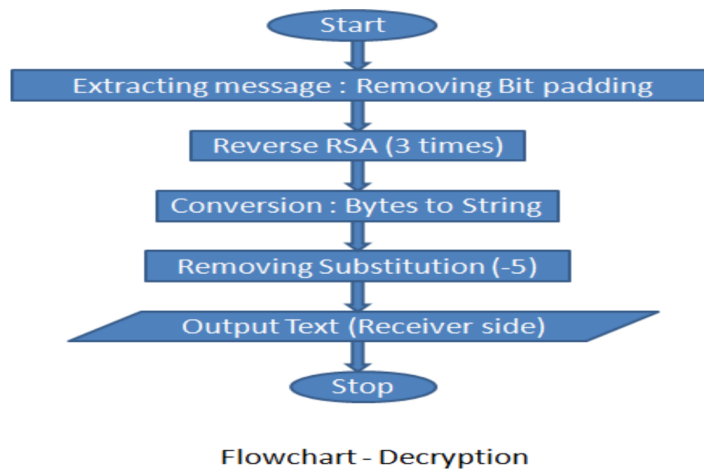 Start
Extracting message : Removing Bit padding
Reverse RSA (3 times)
Conversion : Bytes to String
Removing Substitution (-5)
Output Text (Receiver side)
Stop
Flowchart - Decryption